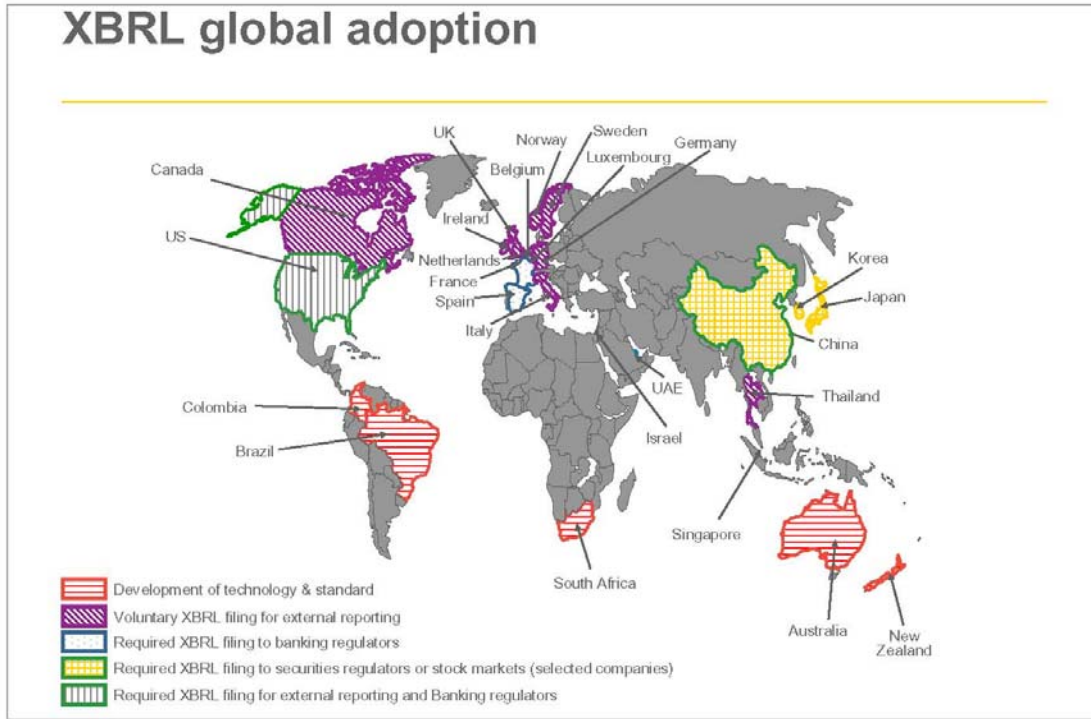 XBRL global adoption
UK
Norway
Sweden
Germany
Belgium
Luxembourg
Canada
Ireland
US
Netherlands
France
Spain
Italy
Korea
Japan
China
UAE
Thailand
Colombia
Israel
Brazil
Singapore
South Africa
Australia
New
Zealand
Development of technology & standard
Voluntary XBRL filing for external reporting
Required XBRL filing to banking regulators
Required XBRL filing to securities regulators or stock markets (selected companies)
Required XBRL filing for external reporting and Banking regulators